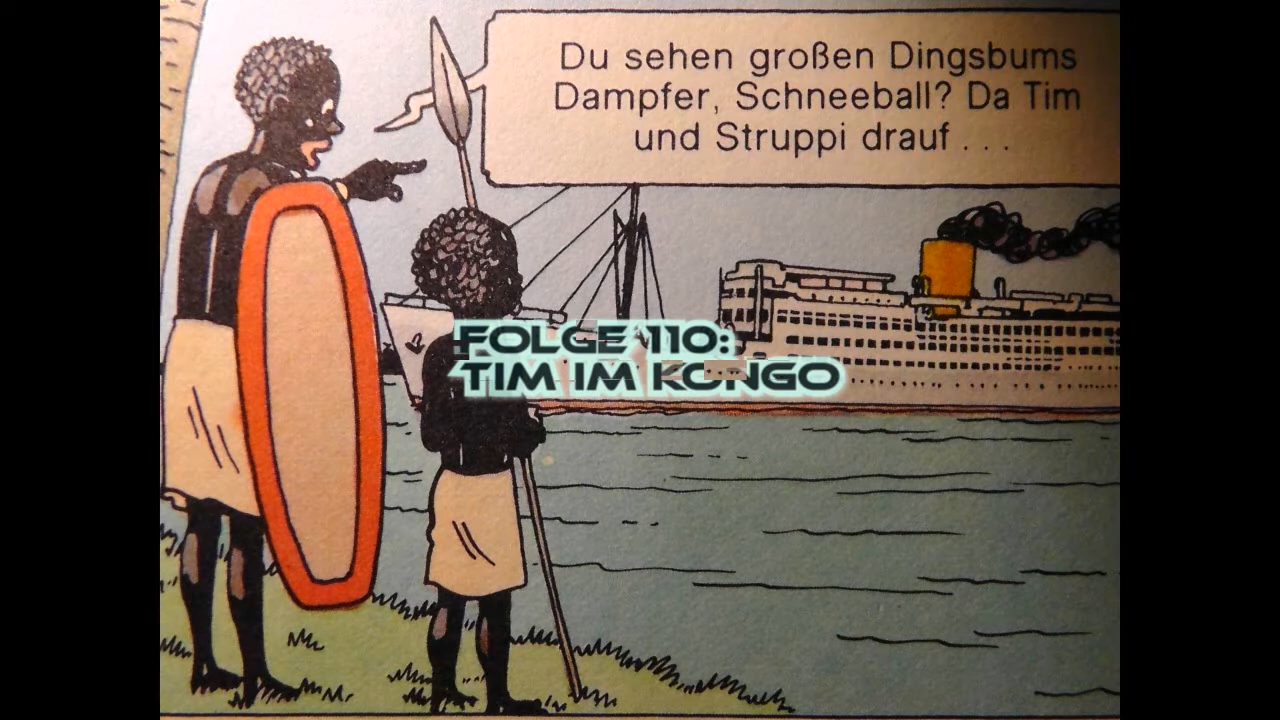 Du sehen großen Dingsbums
Dampfer, Schneeball? Da Tim
und Struppi drauf . . .
FOLGE 110:
TIM IM KONGO